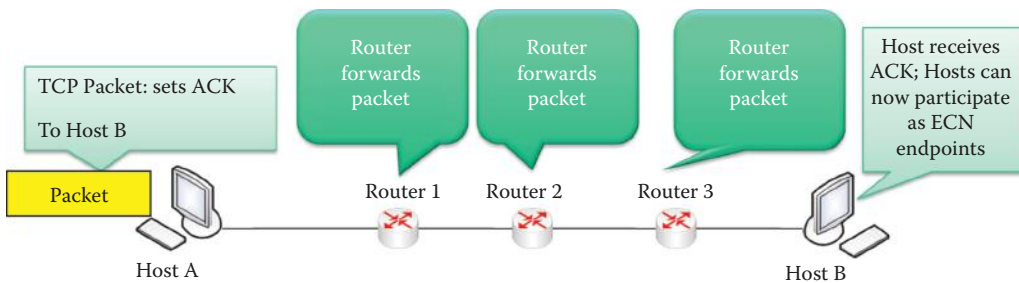 TCP Packet: sets ACK
To Host B
Packet
Host A
Router
forwards
packet
Router 1
Router
forwards
packet
Router 2
Router
forwards
packet
Router 3
Host receives
ACK; Hosts can
now participate
as ECN
endpoints
Host B